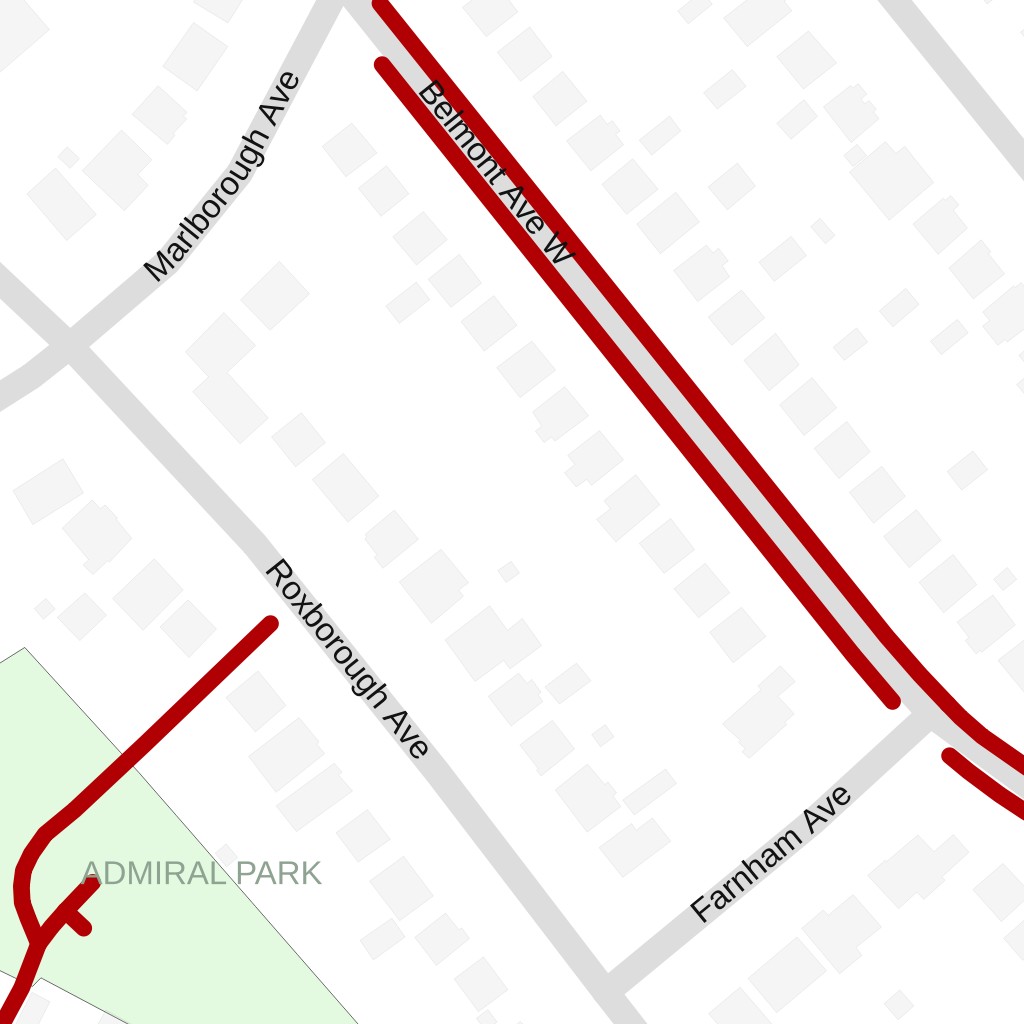 Marlborough Ave
Belmont Ave W
Roxborough Ave
Farnham Ave
ADMIRAL PARK